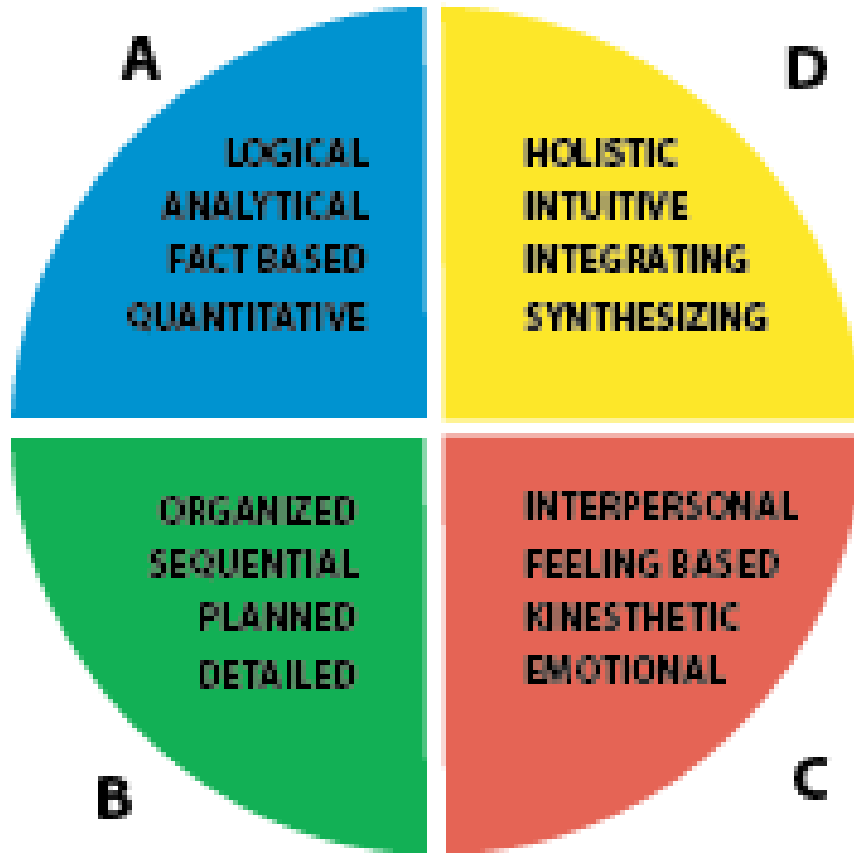 A
LOGICAL
ANALYTICAL
FACT BASED
QUANTITATIVE
D
HOLISTIC
INTUITIVE
INTEGRATING
SYNTHESIZING
B
ORGANIZED
SEQUENTIAL
PLANNED
DETAILED
C
INTERPERSONAL
FEELING BASED
KINESTHETIC
EMOTIONAL